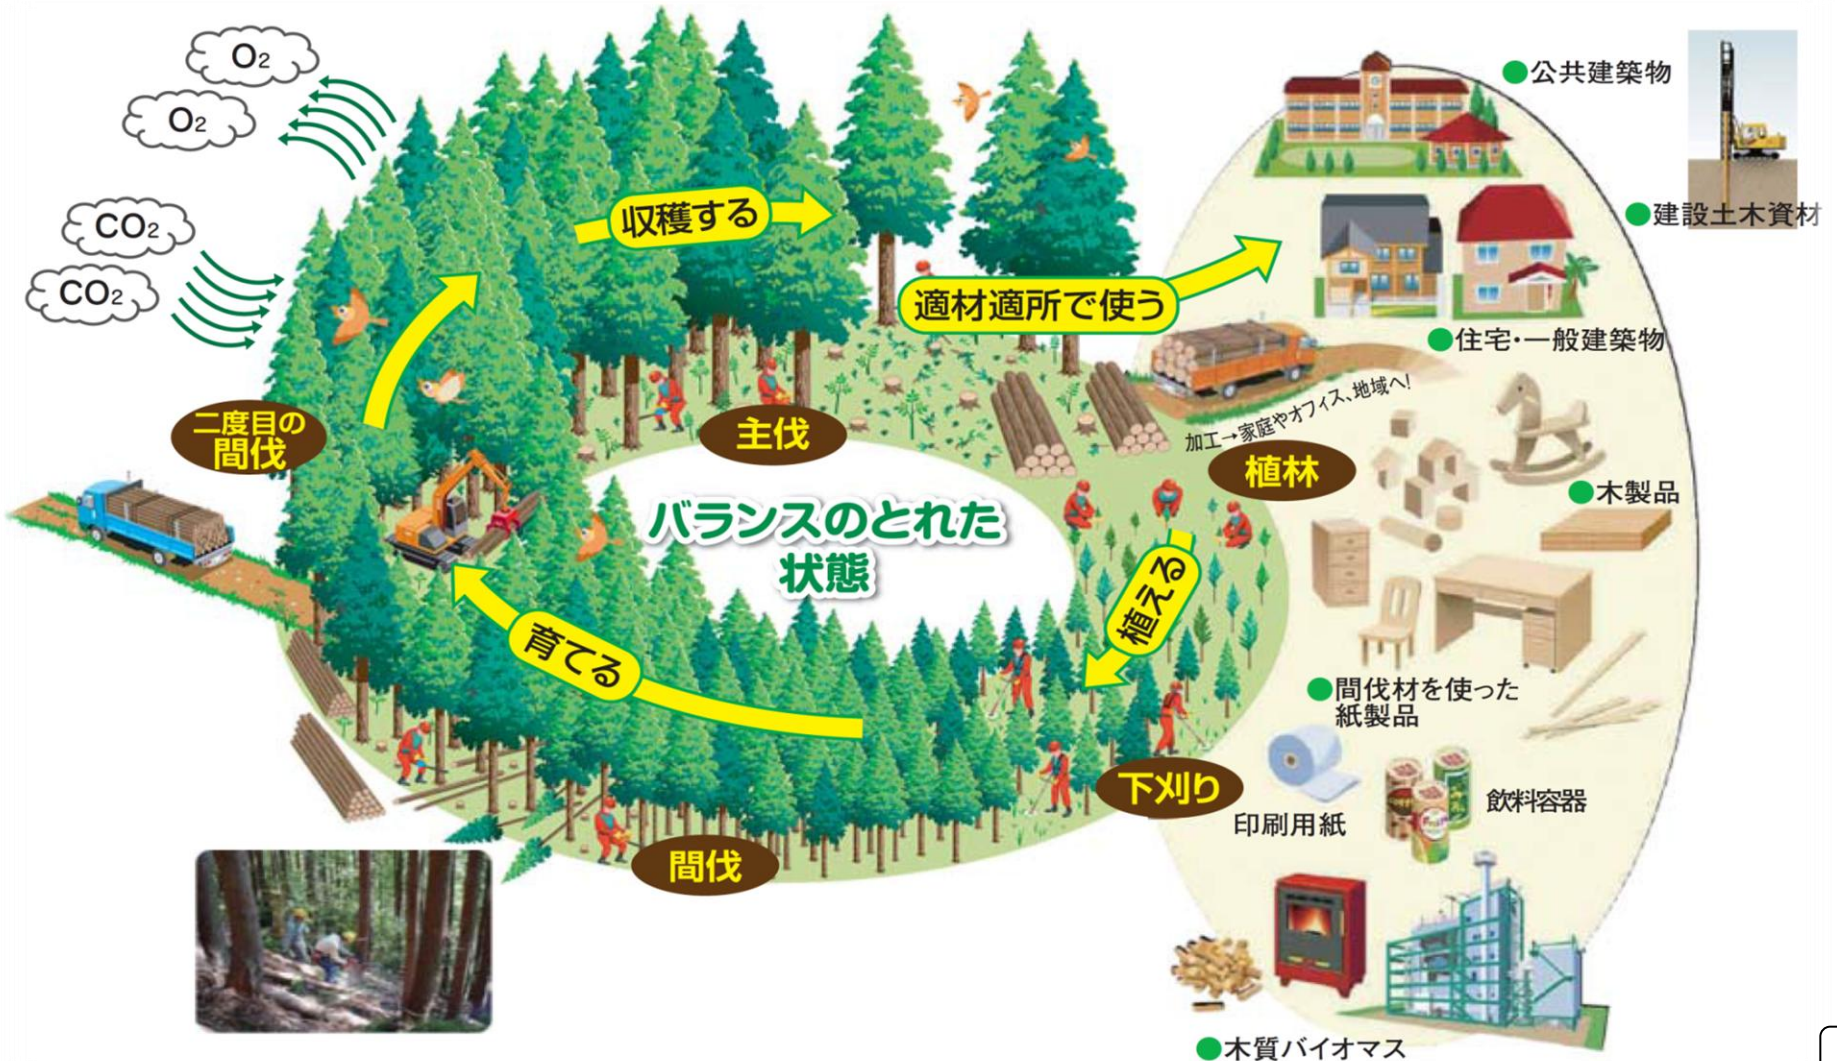 O2
O2
CO2
CO2
収穫する
適材適所で使う
二度目の
間伐
主伐
植林
加工→家庭やオフィス、地域へ!
バランスのとれた
状態
植える
育てる
下刈り
間伐
●公共建築物
●建設土木資材
●住宅・一般建築物
●木製品
●間伐材を使った
紙製品
印刷用紙
飲料容器
●木質バイオマス